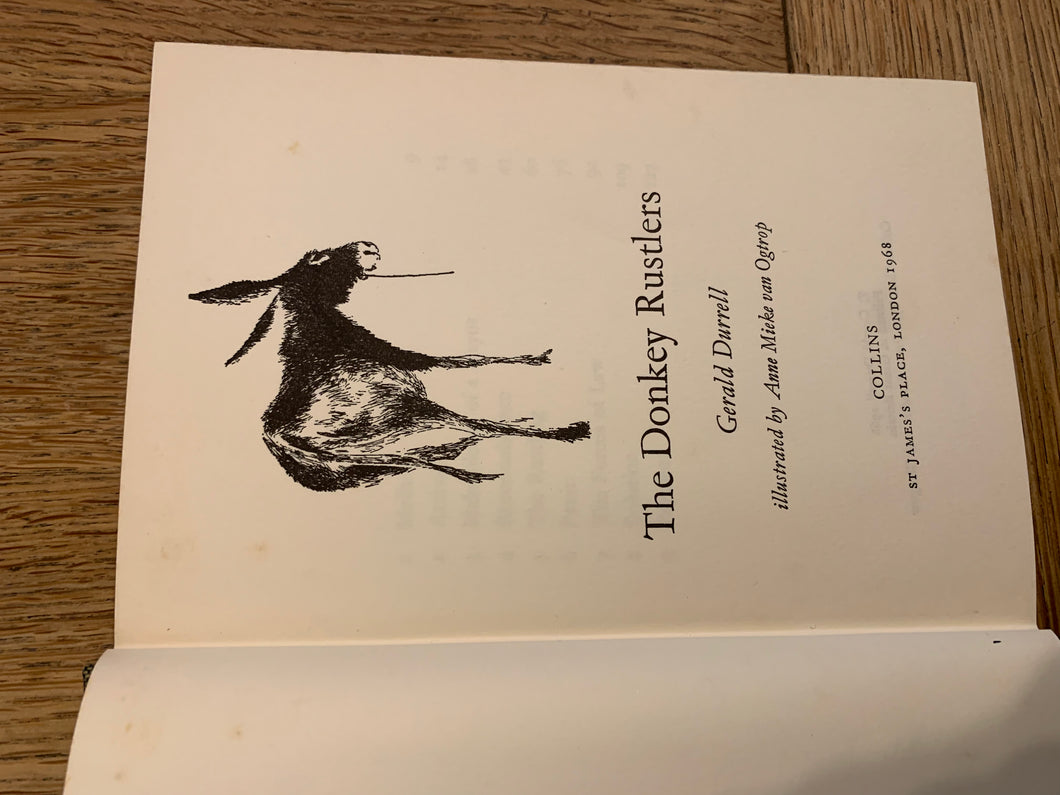 The Donkey Rustlers
Gerald Durrell
illustrated by Anne Mieke van Ogtrop
COLLINS
ST JAMES'S PLACE, LONDON 1968